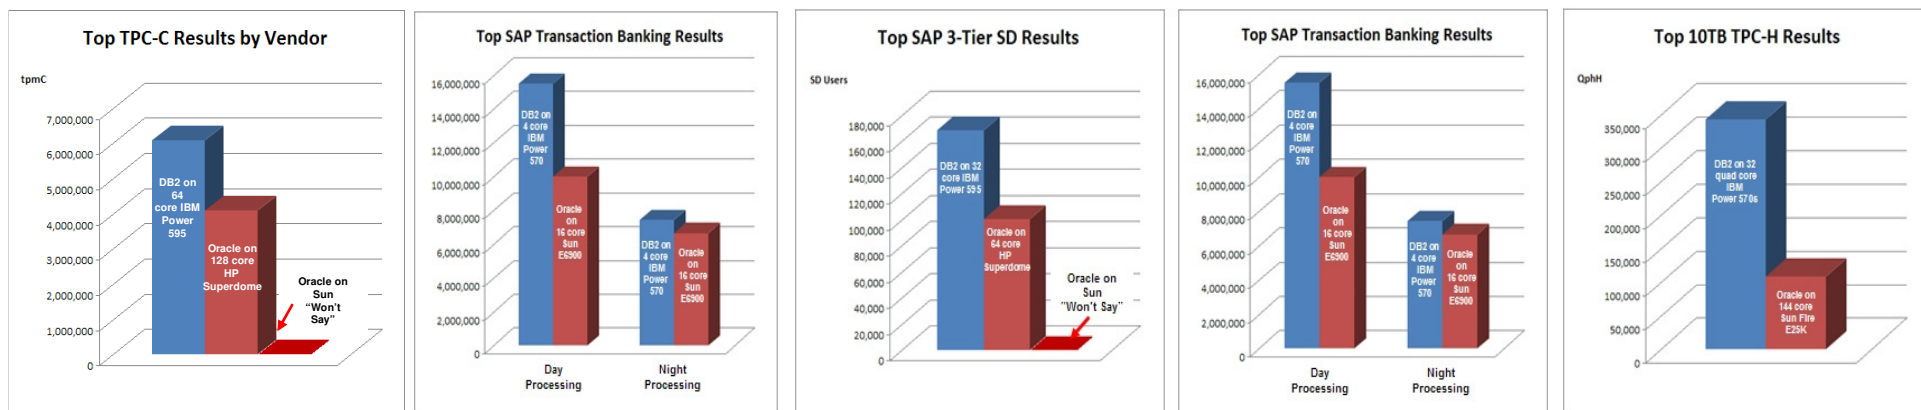 Top TPC-C Results by Vendor
tpmC
7,000,000
6,000,000
5,000,000
4,000,000
3,000,000
2,000,000
1,000,000
0
DB2 on
64
core IBM
Power
595
Oracle on
128 core
HP
Superdome
Oracle on
Sun
“Won't
Say”
Top SAP Transaction Banking Results
16,000,000
14,000,000
12,000,000
10,000,000
8,000,000
6,000,000
4,000,000
2,000,000
0
DB2 on
4 core
IBM
Power
570
Oracle
on
16 core
Sun
E6900
DB2 on
4 core
IBM
Power
570
Oracle
on
16 core
Sun
E6900
Day
Processing
Night
Processing
Top SAP 3-Tier SD Results
SD Users
180,000
160,000
140,000
120,000
100,000
80,000
60,000
40,000
20,000
0
DB2 on 32
core IBM
Power 595
Oracle on
64 core
HP
Superdome
Oracle on
Sun
"Won't Say"
Top SAP Transaction Banking Results
16,000,000
14,000,000
12,000,000
10,000,000
8,000,000
6,000,000
4,000,000
2,000,000
0
DB2 on
4 core
IBM
Power
570
Oracle
on
16 core
Sun
E6900
DB2 on
4 core
IBM
Power
570
Oracle
on
16 core
Sun
E6900
Day
Processing
Night
Processing
Top 10TB TPC-H Results
QphH
350,000
300,000
250,000
200,000
150,000
100,000
50,000
0
DB2 on 32
quad core
IBM
Power 570s
Oracle on
144 core
Sun Fire
E25K